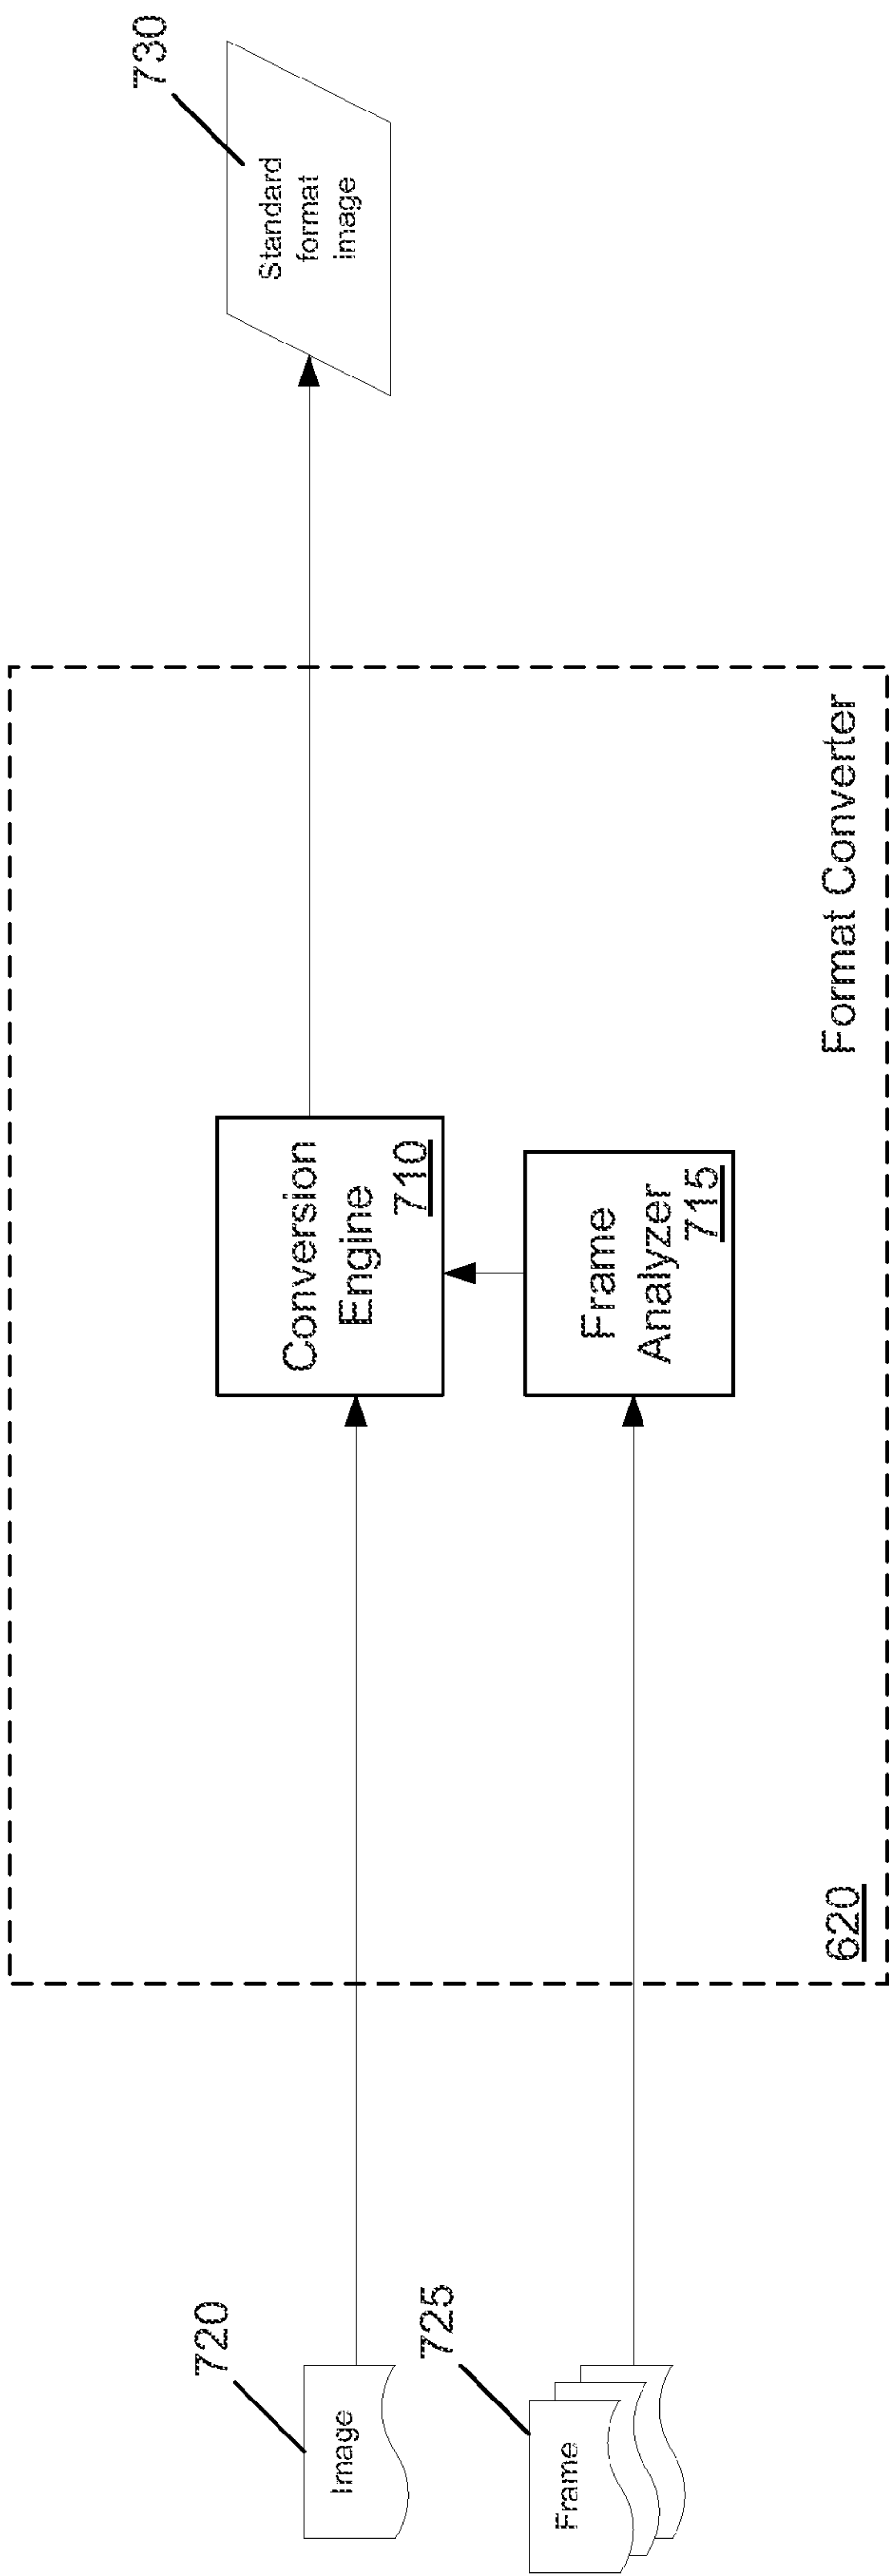 720
Image
725
Frame
Conversion
Engine
710
Frame
Analyzer
715
620
Format Converter
730
Standard
format
image